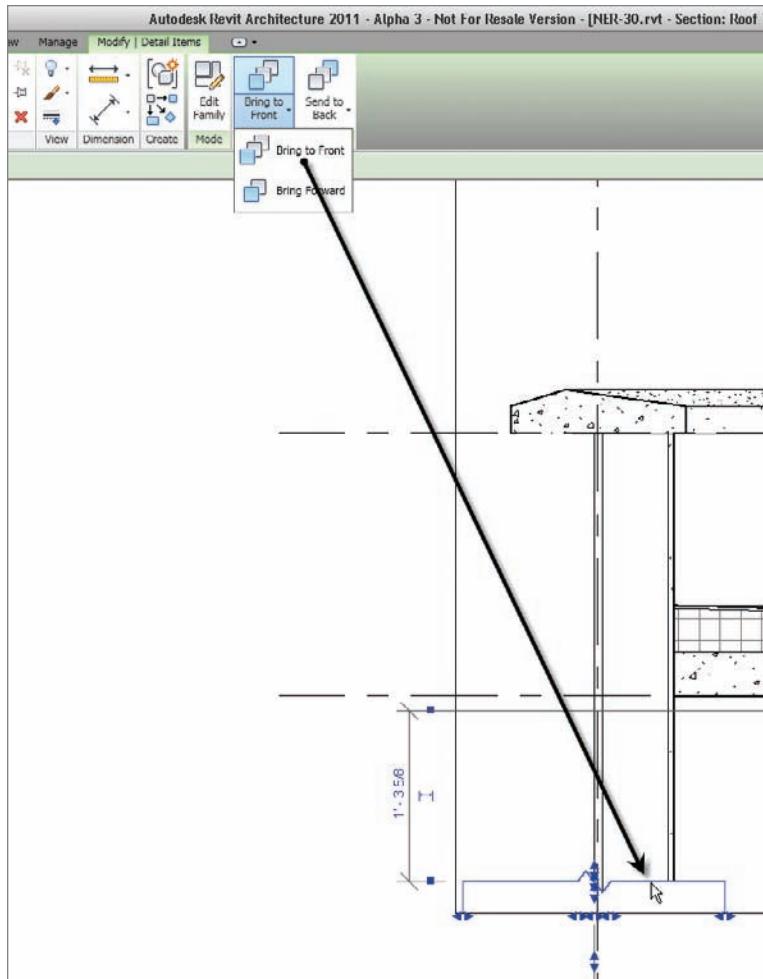 Autodesk Revit Architecture 2011 - Alpha 3 - Not For Resale Version - [NER-30.rvt - Section: Roof
ew Manage Modify | Detail Items
Edit Family
Bring to Front
Send to Back
View Dimension Create Mode
Bring to Front
Bring Forward
1' - 3 5/8